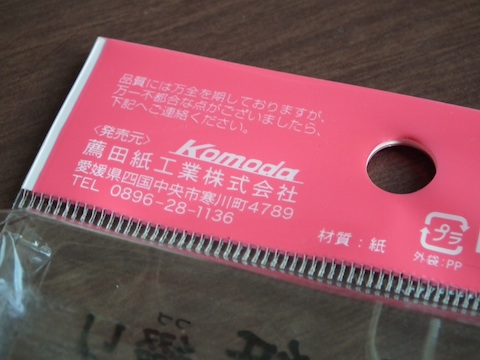 品質には万全を期しておりますが、
万一不都合な点がございましたら、
下記へご連絡ください。
〈発売元〉 Komoda
薦田紙工業株式会社
愛媛県四国中央市寒川町4789
TEL 0896-28-1136
材質：紙
プラ
外袋：PP